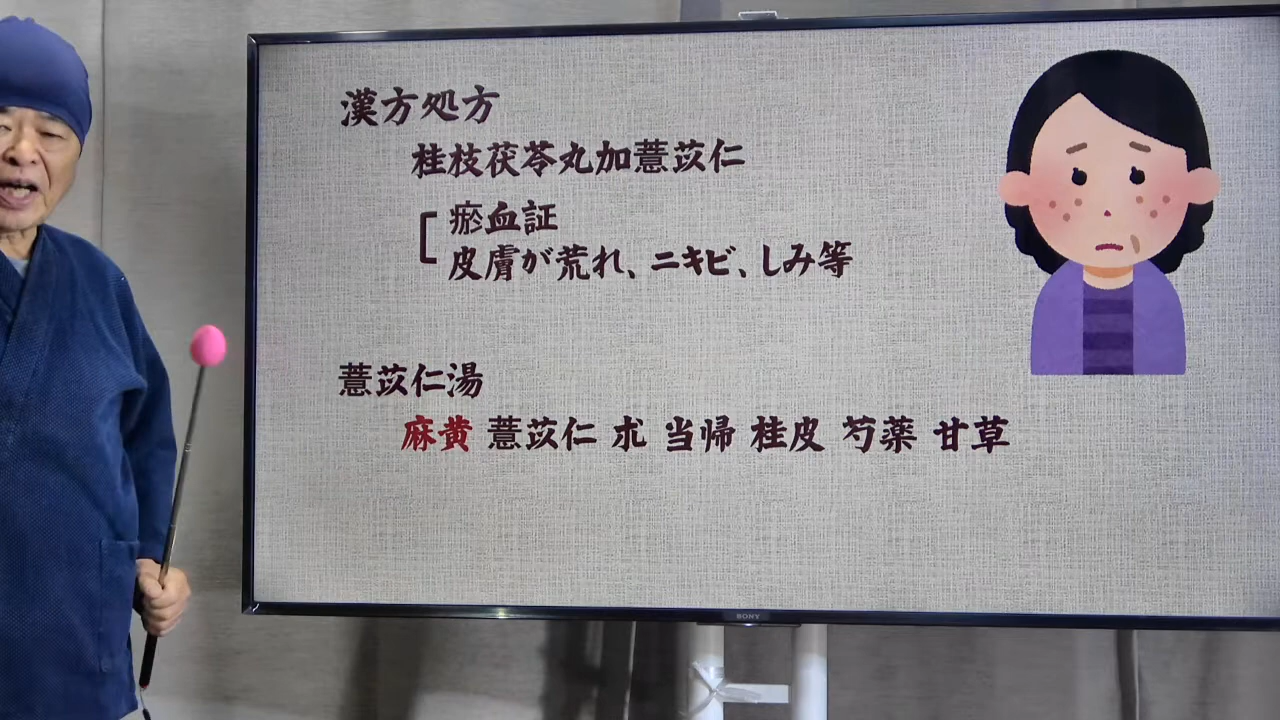 漢方処方
桂枝茯苓丸加薏苡仁
瘀血証
皮膚が荒れ、ニキビ、しみ等
薏苡仁湯
麻黄 薏苡仁 朮 当帰 桂皮 芍薬 甘草
SONY